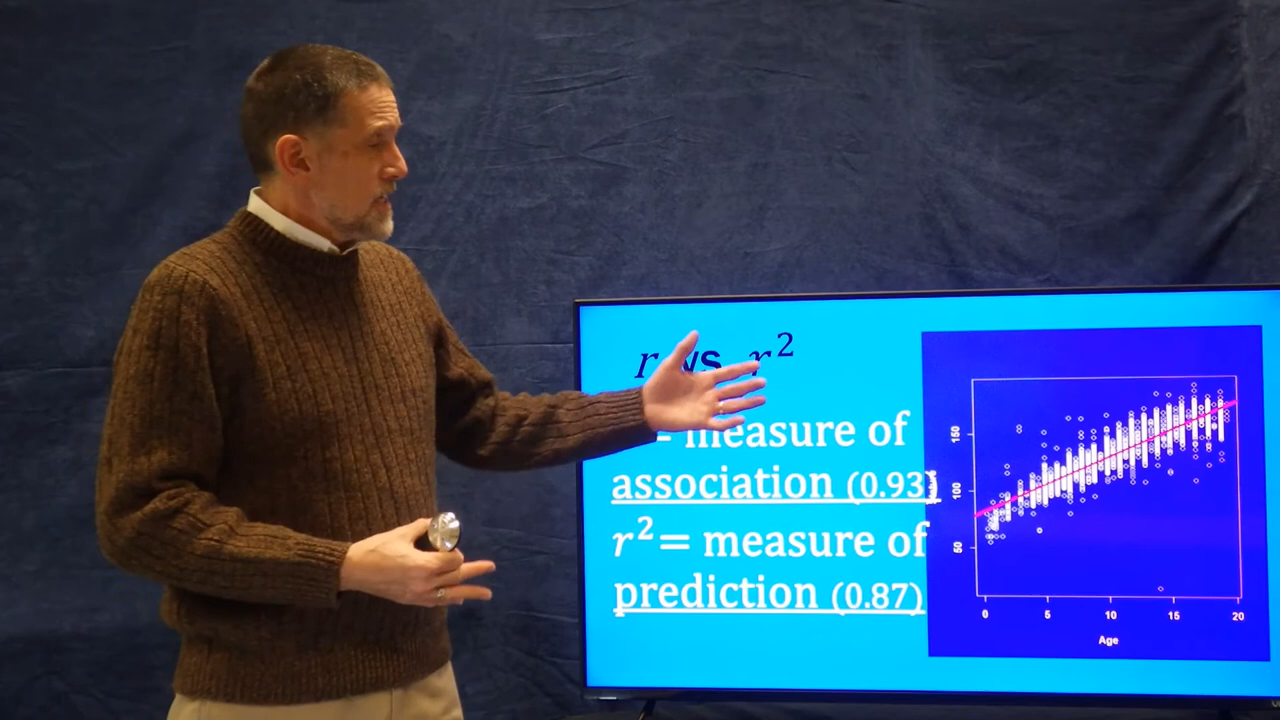 r vs r²
= measure of
association (0.93)
r² = measure of
prediction (0.87)
150
100
50
0 5 10 15 20
Age